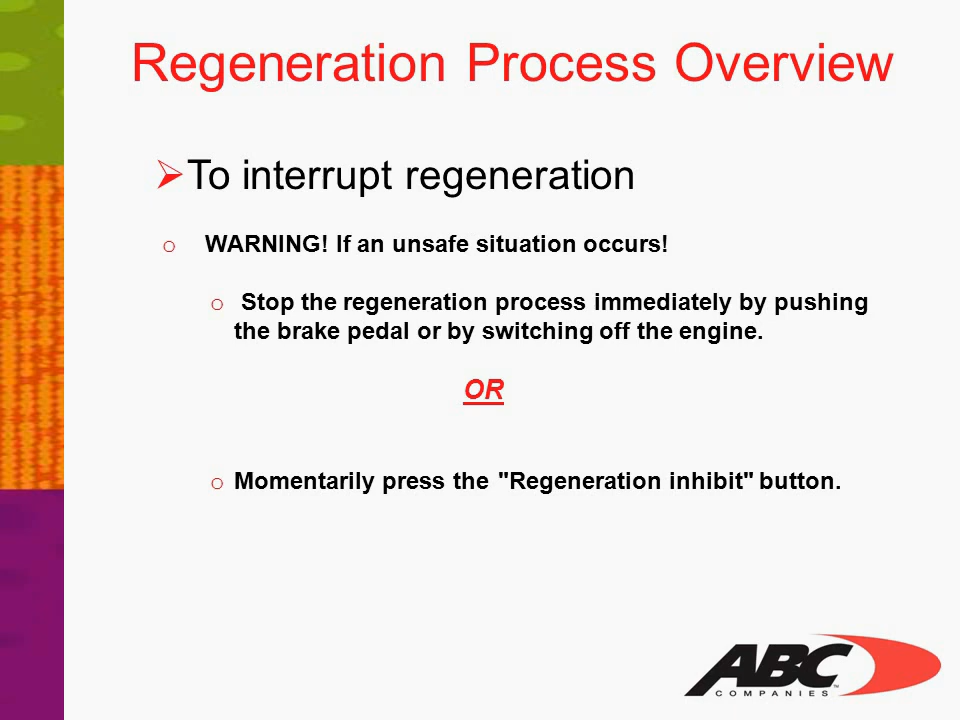 Regeneration Process Overview
To interrupt regeneration
WARNING! If an unsafe situation occurs!
Stop the regeneration process immediately by pushing
the brake pedal or by switching off the engine.
OR
Momentarily press the "Regeneration inhibit" button.
ABC
COMPANIES™